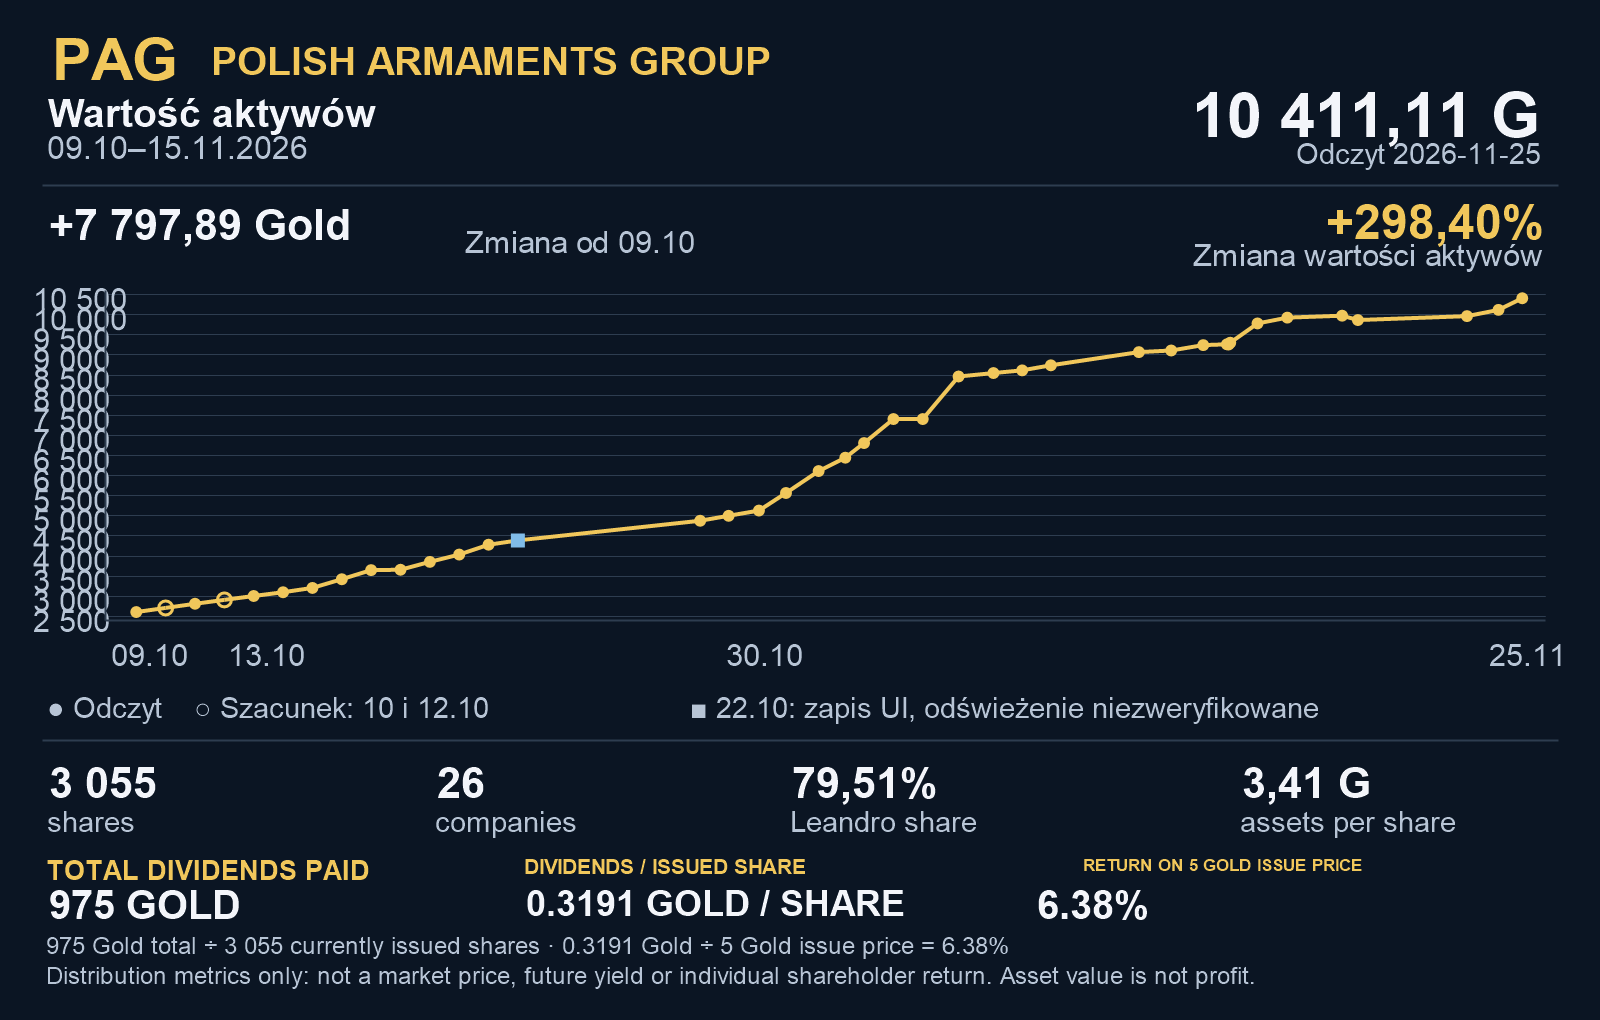 PAG POLISH ARMAMENTS GROUP
Wartość aktywów
09.10–15.11.2026
10 411,11 G
Odczyt 2026-11-25
+7 797,89 Gold
Zmiana od 09.10
+298,40%
Zmiana wartości aktywów
10 500
10 000
9 500
9 000
8 500
8 000
7 500
7 000
6 500
6 000
5 500
5 000
4 500
4 000
3 500
3 000
2 500
09.10 13.10 30.10 25.11
● Odczyt ○ Szacunek: 10 i 12.10 ■ 22.10: zapis UI, odświeżenie niezweryfikowane
3 055 26 79,51% 3,41 G
shares companies Leandro share assets per share
TOTAL DIVIDENDS PAID DIVIDENDS / ISSUED SHARE RETURN ON 5 GOLD ISSUE PRICE
975 GOLD 0.3191 GOLD / SHARE 6.38%
975 Gold total ÷ 3 055 currently issued shares · 0.3191 Gold ÷ 5 Gold issue price = 6.38%
Distribution metrics only: not a market price, future yield or individual shareholder return. Asset value is not profit.